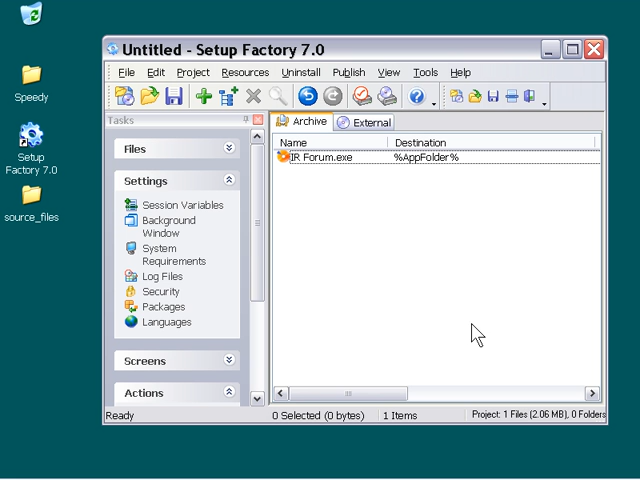 Untitled - Setup Factory 7.0
File Edit Project Resources Uninstall Publish View Tools Help
Tasks
Archive External
Name Destination
IR Forum.exe %AppFolder%
Files
Settings
Session Variables
Background
Window
System
Requirements
Log Files
Security
Packages
Languages
Screens
Actions
Ready 0 Selected (0 bytes) 1 Items Project: 1 Files (2.06 MB), 0 Folders
Speedy
Setup
Factory 7.0
source_files